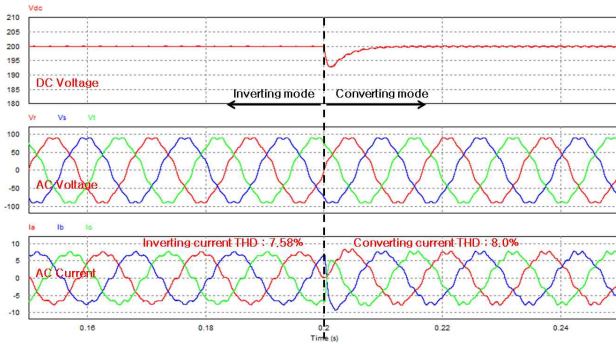 Vdc
210
205
200
195
190
185
180
DC Voltage
Inverting mode
Converting mode
Vr Vs Vt
100
50
0
-50
-100
AC Voltage
Ia Ib
Inverting current THD : 7.58%
Converting current THD : 8.0%
10
5
0
-5
-10
AC Current
0.16 0.18 0.2 0.22 0.24
Time (s)